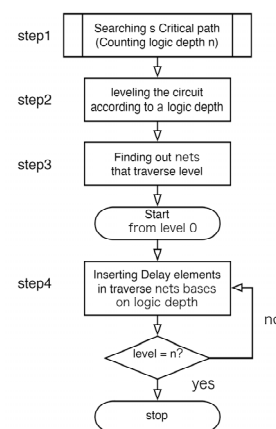 step1
Searching s Critical path
(Counting logic depth n)
step2
leveling the circuit
according to a logic depth
step3
Finding out nets
that traverse level
Start
from level 0
step4
Inserting Delay elements
in traverse ncts bascs
on logic depth
level = n?
no
yes
stop